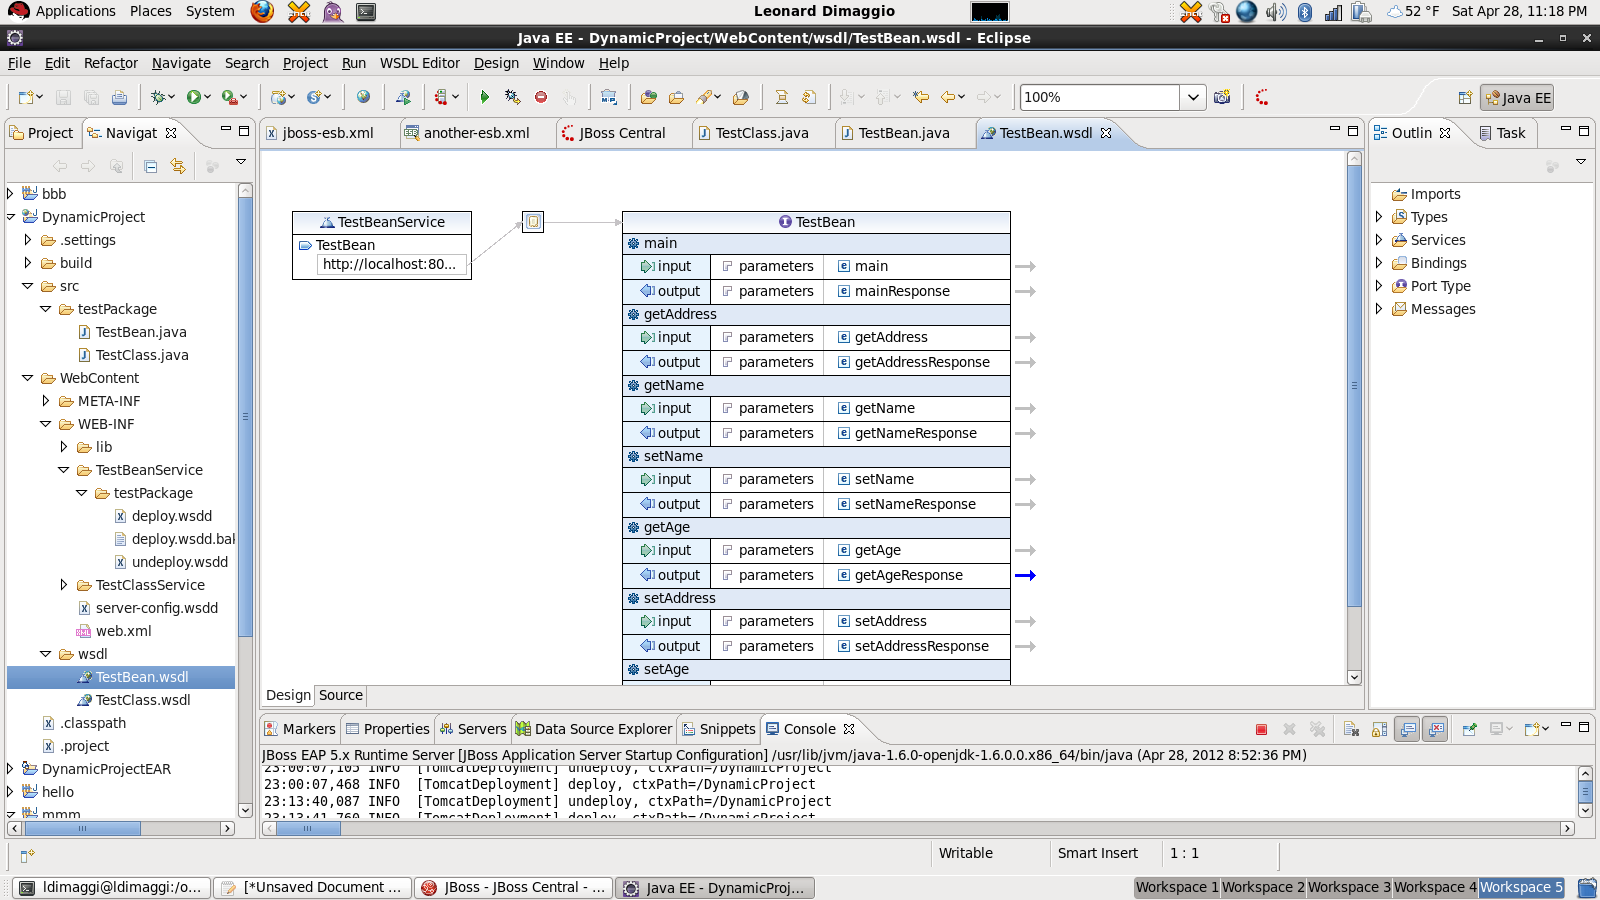 Applications Places System Leonard Dimaggio 52 °F Sat Apr 28, 11:18 PM
Java EE - DynamicProject/WebContent/wsdl/TestBean.wsdl - Eclipse
File Edit Refactor Navigate Search Project Run WSDL Editor Design Window Help
100%
Java EE
Project
Navigat
jboss-esb.xml
another-esb.xml
JBoss Central
TestClass.java
TestBean.java
TestBean.wsdl
Outlin
Task
bbb
DynamicProject
.settings
build
src
testPackage
TestBean.java
TestClass.java
WebContent
META-INF
WEB-INF
lib
TestBeanService
testPackage
deploy.wsdd
deploy.wsdd.bak
undeploy.wsdd
TestClassService
server-config.wsdd
web.xml
wsdl
TestBean.wsdl
TestClass.wsdl
.classpath
.project
DynamicProjectEAR
hello
mmm
TestBeanService
TestBean
http://localhost:80...
TestBean
main
input parameters main
output parameters mainResponse
getAddress
input parameters getAddress
output parameters getAddressResponse
getName
input parameters getName
output parameters getNameResponse
setName
input parameters setName
output parameters setNameResponse
getAge
input parameters getAge
output parameters getAgeResponse
setAddress
input parameters setAddress
output parameters setAddressResponse
setAge
Imports
Types
Services
Bindings
Port Type
Messages
Design Source
Markers
Properties
Servers
Data Source Explorer
Snippets
Console
JBoss EAP 5.x Runtime Server [JBoss Application Server Startup Configuration] /usr/lib/jvm/java-1.6.0-openjdk-1.6.0.0.x86_64/bin/java (Apr 28, 2012 8:52:36 PM)
23:00:07,105 INFO [TomcatDeployment] undeploy, ctxPath=/DynamicProject
23:00:07,468 INFO [TomcatDeployment] deploy, ctxPath=/DynamicProject
23:13:40,087 INFO [TomcatDeployment] undeploy, ctxPath=/DynamicProject
23:13:41,760 INFO [TomcatDeployment] deploy, ctxPath=/DynamicProject
Writable
Smart Insert
1 : 1
ldimaggi@ldimaggi:/o...
[*Unsaved Document ...
JBoss - JBoss Central - ...
Java EE - DynamicProj...
Workspace 1 Workspace 2 Workspace 3 Workspace 4 Workspace 5